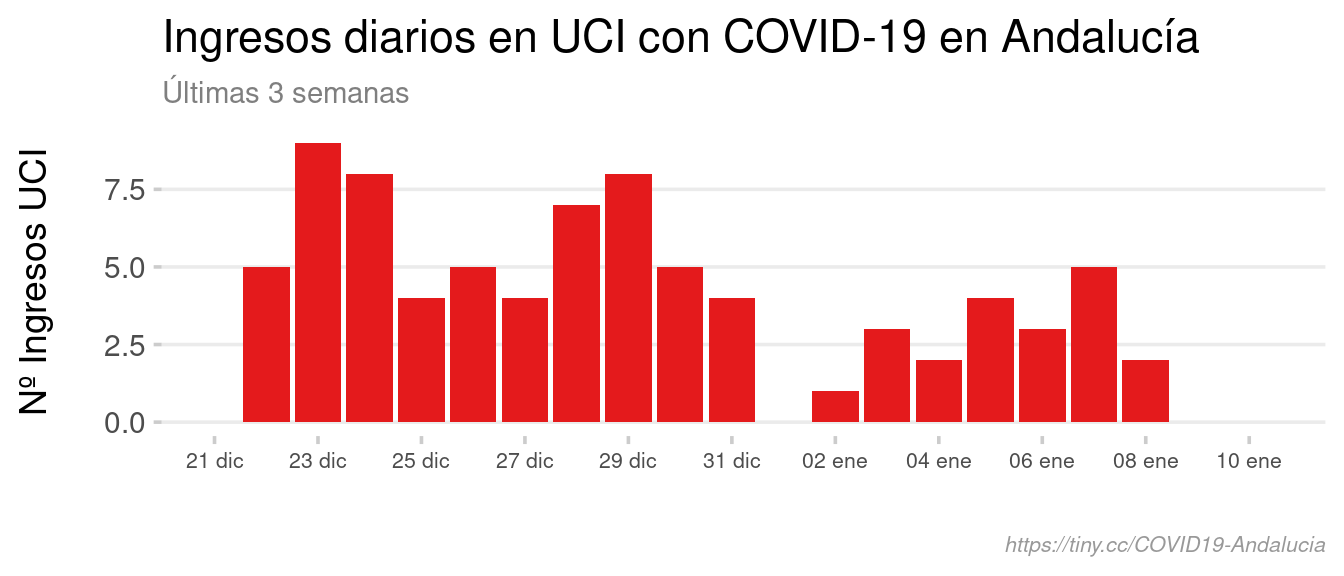 Ingresos diarios en UCI con COVID-19 en Andalucía
Últimas 3 semanas
Nº Ingresos UCI
7.5
5.0
2.5
0.0
21 dic 23 dic 25 dic 27 dic 29 dic 31 dic 02 ene 04 ene 06 ene 08 ene 10 ene
https://tiny.cc/COVID19-Andalucia